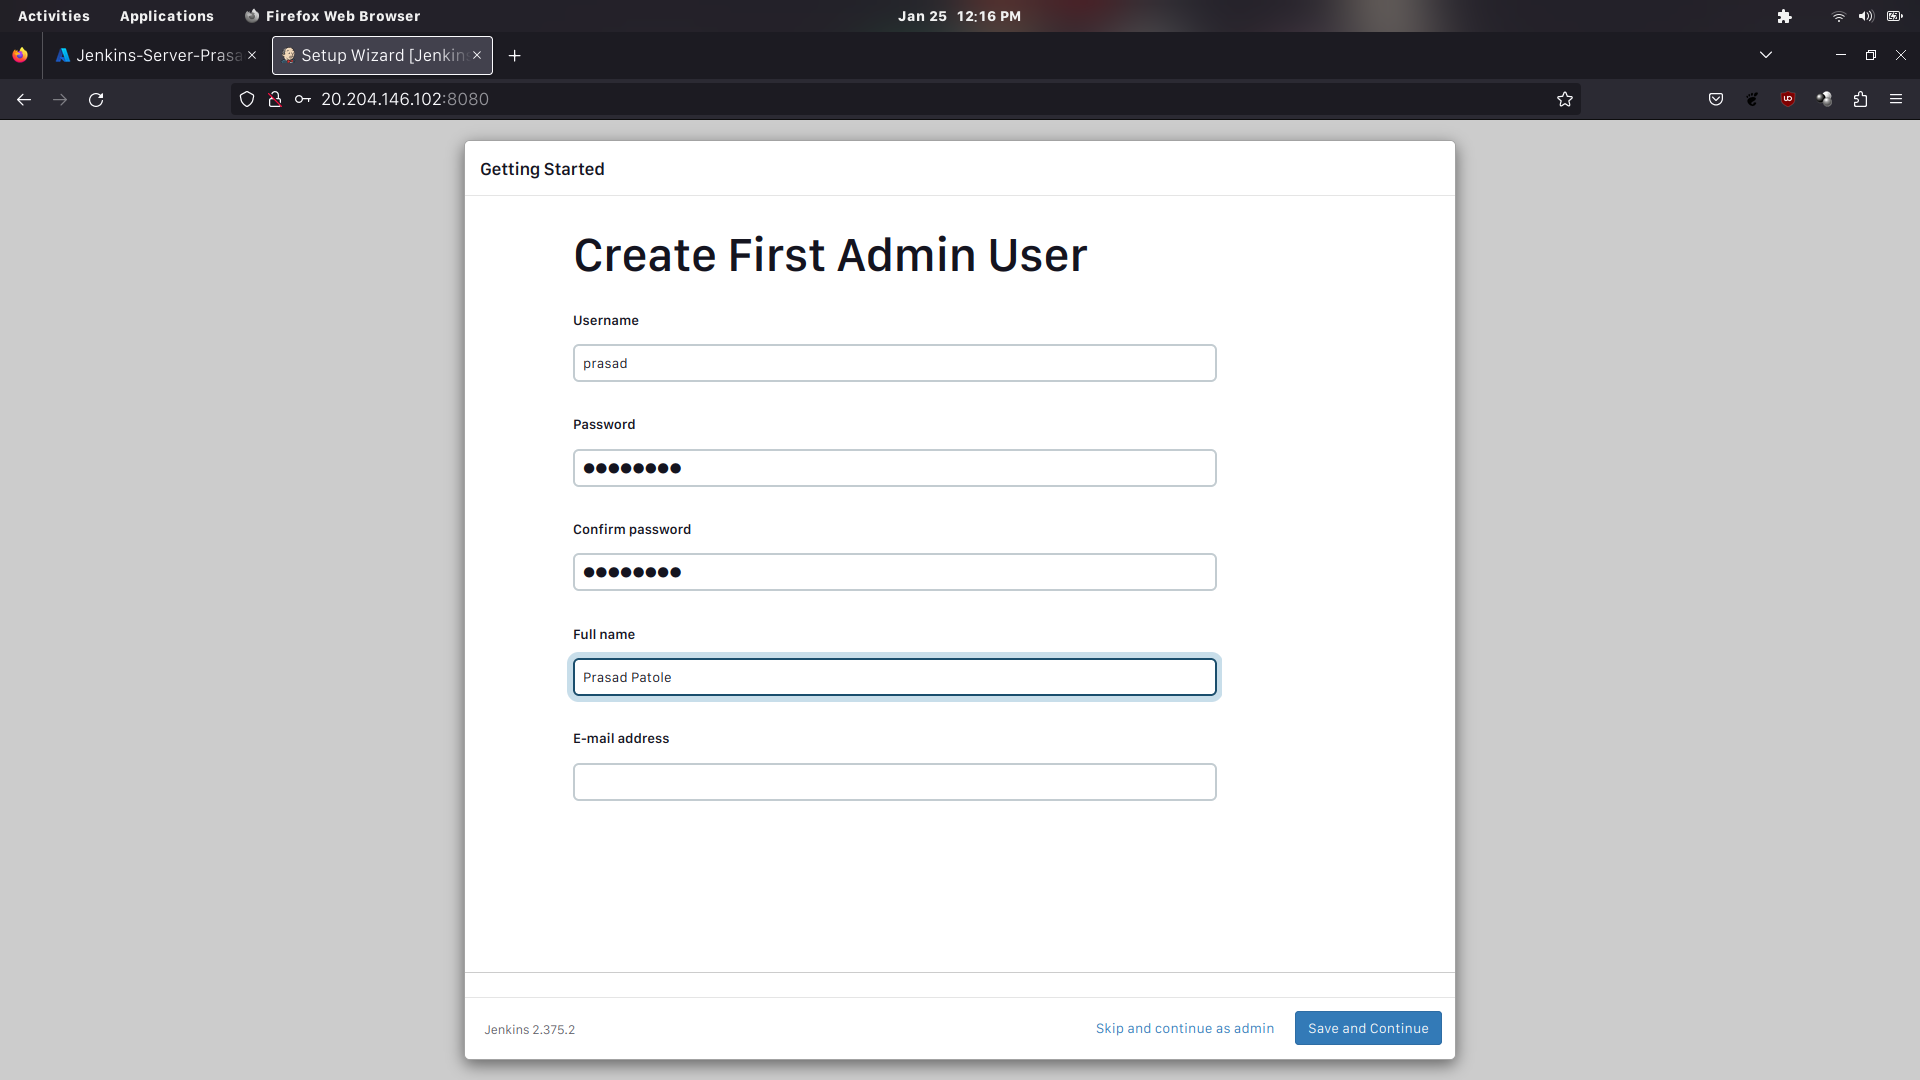 Activities Applications Firefox Web Browser Jan 25 12:16 PM
Jenkins-Server-Prasa Setup Wizard [Jenkins
20.204.146.102:8080
Getting Started
Create First Admin User
Username
prasad
Password
●●●●●●●●
Confirm password
●●●●●●●●
Full name
Prasad Patole
E-mail address
Jenkins 2.375.2 Skip and continue as admin Save and Continue